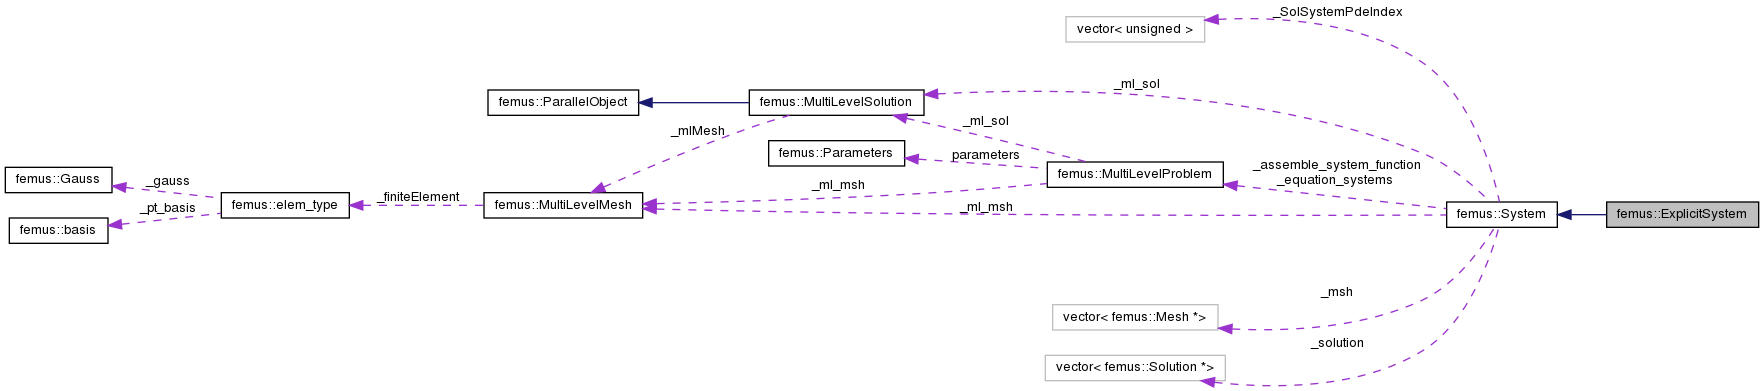 _SolSystemPdeIndex
vector< unsigned >
_ml_sol
femus::ParallelObject
femus::MultiLevelSolution
_ml_sol
_mlMesh
femus::Parameters
parameters
_assemble_system_function
_equation_systems
femus::MultiLevelProblem
femus::Gauss
_gauss
_ml_msh
_finiteElement
femus::elem_type
femus::MultiLevelMesh
_pt_basis
_ml_msh
femus::System
femus::ExplicitSystem
femus::basis
_msh
vector< femus::Mesh *>
_solution
vector< femus::Solution *>